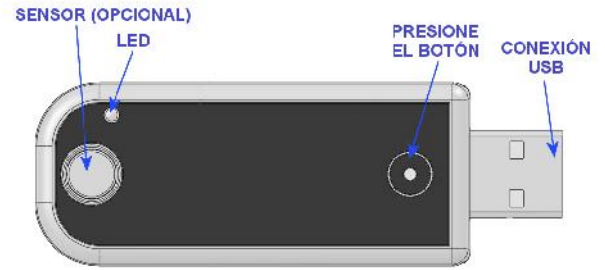 SENSOR (OPCIONAL)
LED
PRESIONE
EL BOTÓN
CONEXIÓN
USB